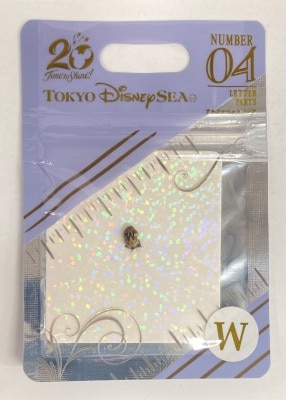 20
Time to Shine!
TOKYO DISNEYSEA
NUMBER
04
LETTER
PARTS
W